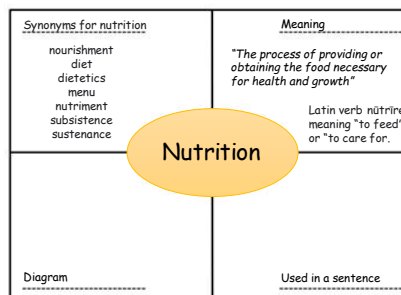 Synonyms for nutrition
nourishment
diet
dietetics
menu
nutriment
subsistence
sustenance
Meaning
“The process of providing or
obtaining the food necessary
for health and growth”
Latin verb nūtrīre
meaning “to feed”
or “to care for.
Nutrition
Diagram
Used in a sentence